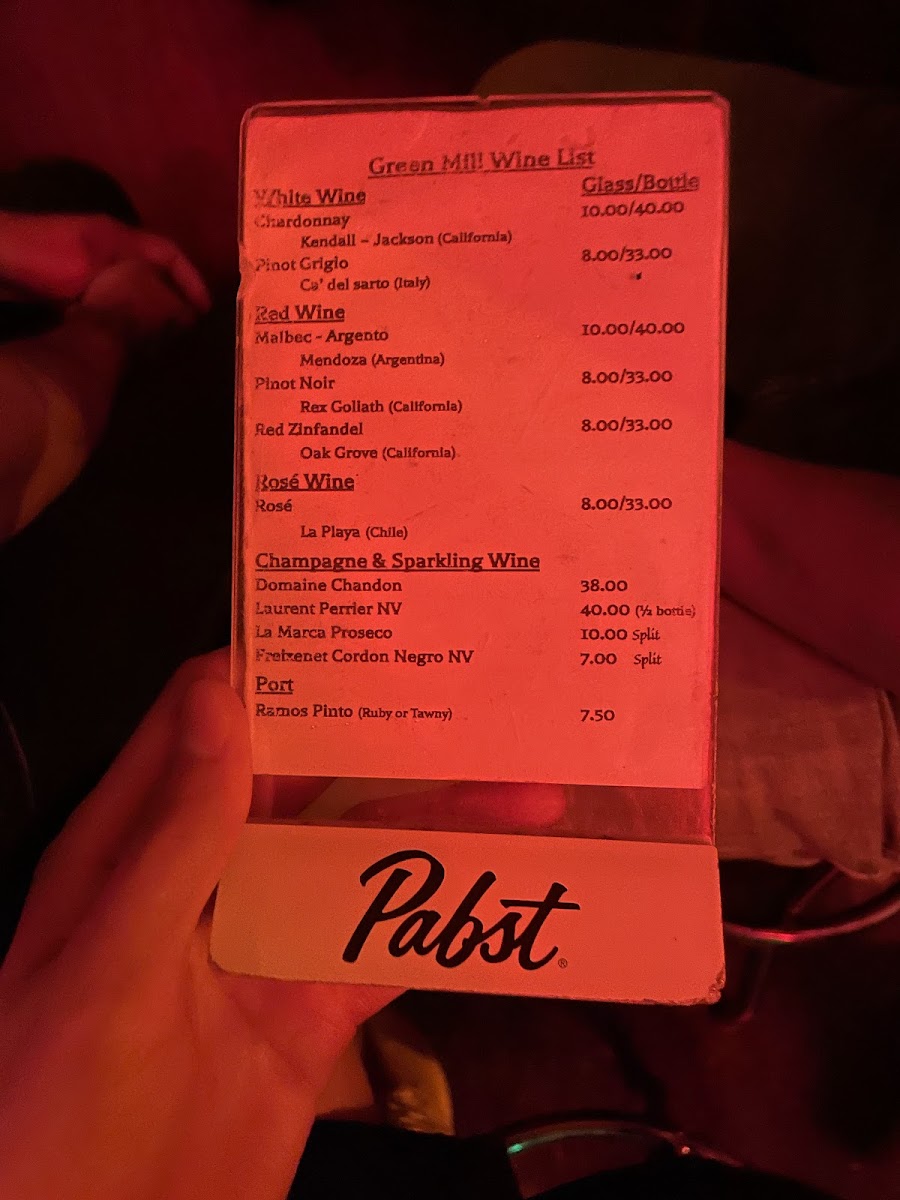 Green Mill Wine List
Glass/Bottle
White Wine
Chardonnay 10.00/40.00
Kendall – Jackson (California)
Pinot Grigio 8.00/33.00
Ca' del sarto (Italy)
Red Wine
Malbec - Argento 10.00/40.00
Mendoza (Argentina)
Pinot Noir 8.00/33.00
Rex Goliath (California)
Red Zinfandel 8.00/33.00
Oak Grove (California)
Rosé Wine
Rosé 8.00/33.00
La Playa (Chile)
Champagne & Sparkling Wine
Domaine Chandon 38.00
Laurent Perrier NV 40.00 (½ bottle)
La Marca Proseco 10.00 Split
Freixenet Cordon Negro NV 7.00 Split
Port
Ramos Pinto (Ruby or Tawny) 7.50
Pabst®